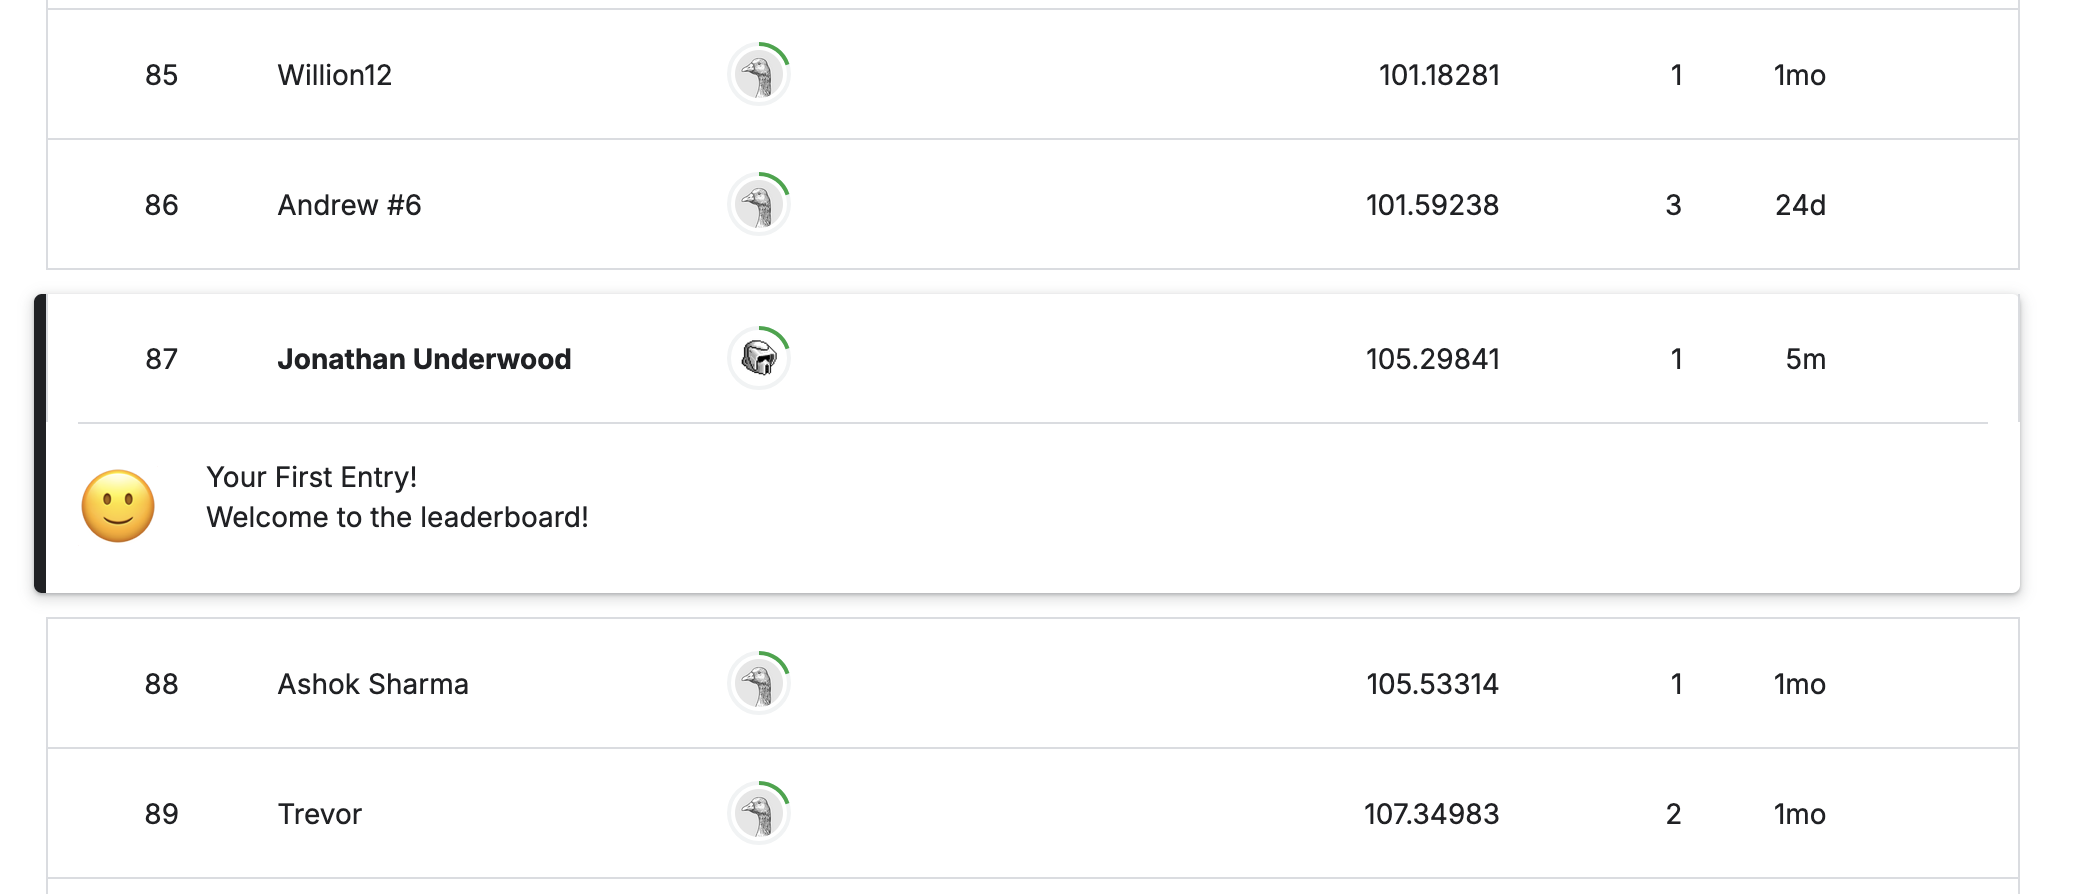 85 Willion12 101.18281 1 1mo
86 Andrew #6 101.59238 3 24d
87 Jonathan Underwood 105.29841 1 5m
Your First Entry!
Welcome to the leaderboard!
88 Ashok Sharma 105.53314 1 1mo
89 Trevor 107.34983 2 1mo